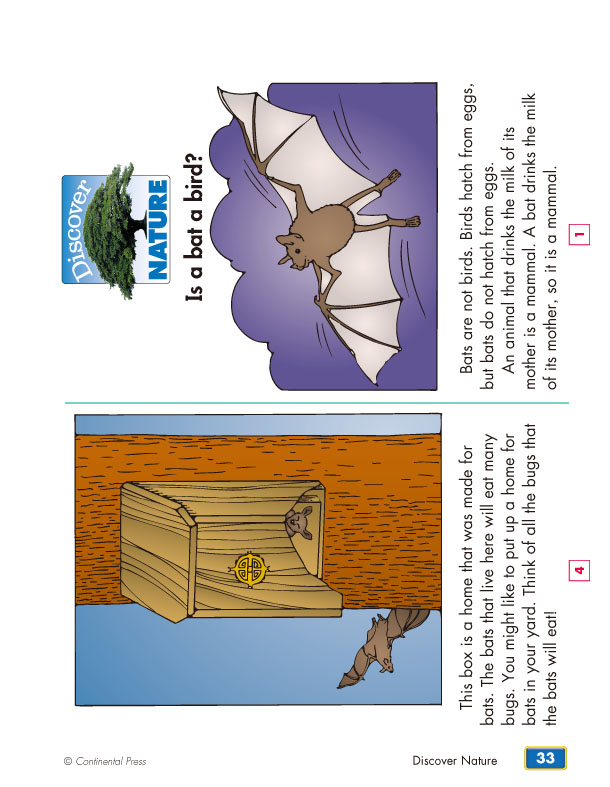 Discover
NATURE
Is a bat a bird?
Bats are not birds. Birds hatch from eggs,
but bats do not hatch from eggs.
An animal that drinks the milk of its
mother is a mammal. A bat drinks the milk
of its mother, so it is a mammal.
1
This box is a home that was made for
bats. The bats that live here will eat many
bugs. You might like to put up a home for
bats in your yard. Think of all the bugs that
the bats will eat!
4
© Continental Press
Discover Nature
33